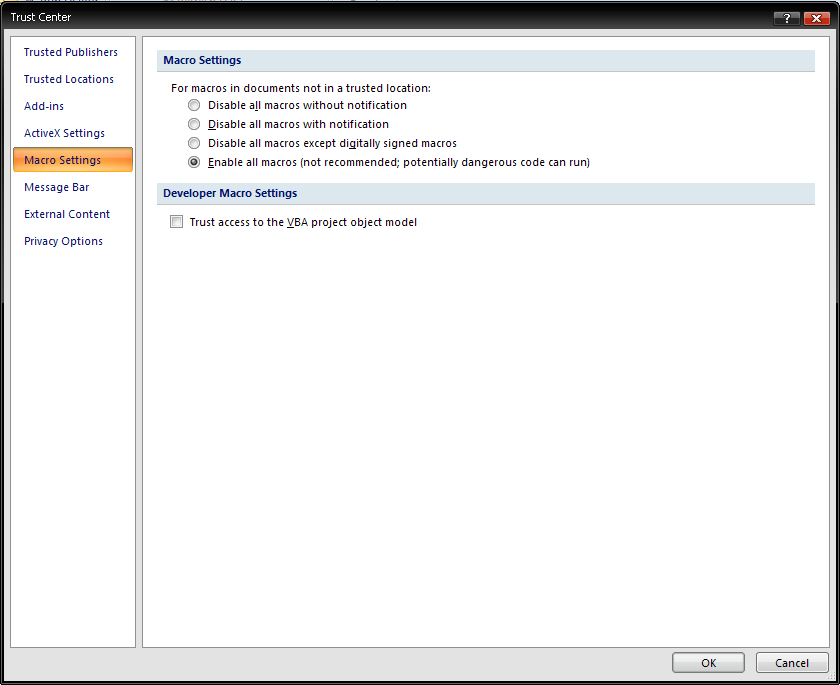 Trust Center
?
Trusted Publishers
Trusted Locations
Add-ins
ActiveX Settings
Macro Settings
Message Bar
External Content
Privacy Options
Macro Settings
For macros in documents not in a trusted location:
Disable all macros without notification
Disable all macros with notification
Disable all macros except digitally signed macros
Enable all macros (not recommended; potentially dangerous code can run)
Developer Macro Settings
Trust access to the VBA project object model
OK
Cancel